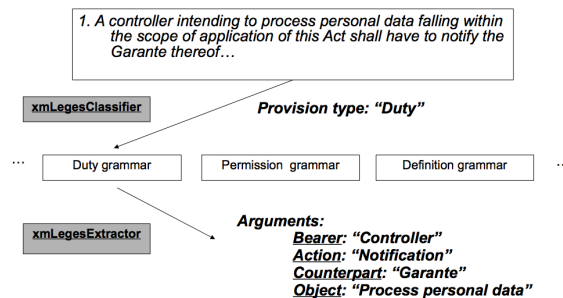 1. A controller intending to process personal data falling within
the scope of application of this Act shall have to notify the
Garante thereof…
xmLegesClassifier
Provision type: “Duty”
…
Duty grammar
Permission grammar
Definition grammar
..
Arguments:
xmLegesExtractor
Bearer: “Controller”
Action: “Notification”
Counterpart: “Garante”
Object: “Process personal data”